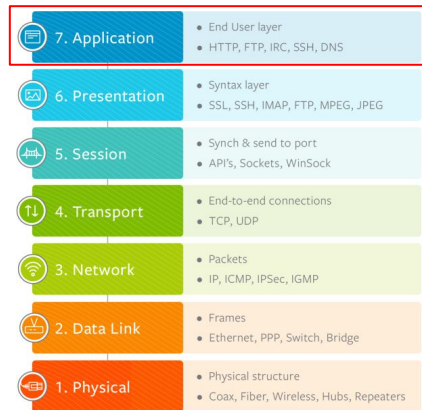 7. Application
• End User layer
• HTTP, FTP, IRC, SSH, DNS
6. Presentation
• Syntax layer
• SSL, SSH, IMAP, FTP, MPEG, JPEG
5. Session
• Synch & send to port
• API's, Sockets, WinSock
4. Transport
• End-to-end connections
• TCP, UDP
3. Network
• Packets
• IP, ICMP, IPSec, IGMP
2. Data Link
• Frames
• Ethernet, PPP, Switch, Bridge
1. Physical
• Physical structure
• Coax, Fiber, Wireless, Hubs, Repeaters